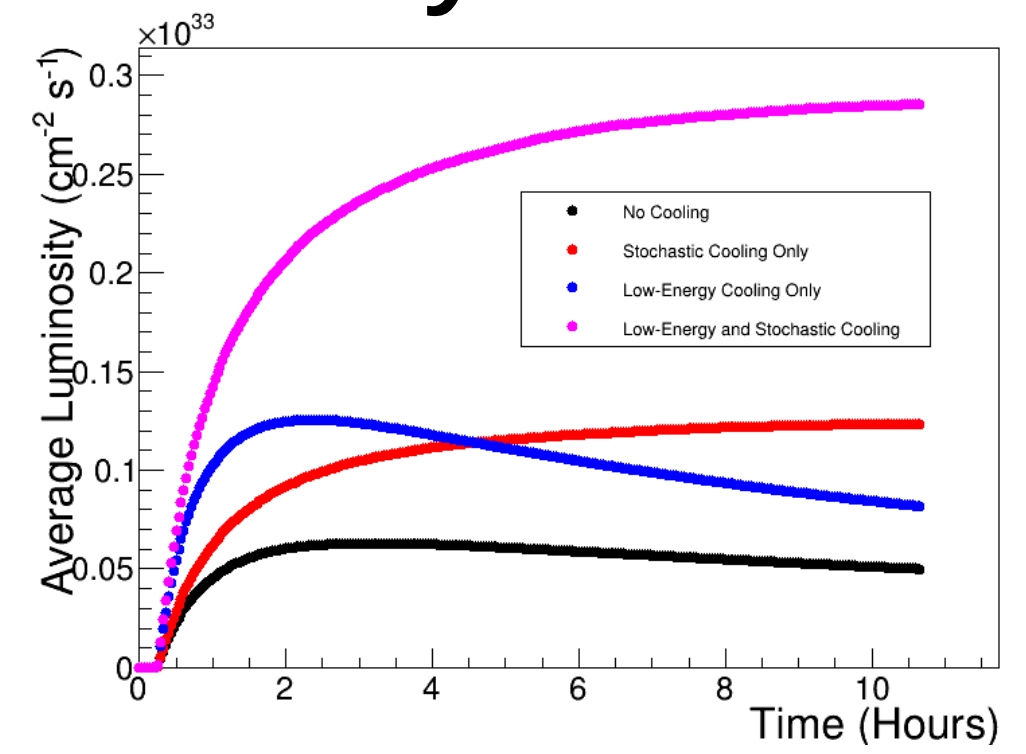 ×10³³
Average Luminosity (cm⁻² s⁻¹)
0.3
0.25
0.2
0.15
0.1
0.05
0
No Cooling
Stochastic Cooling Only
Low-Energy Cooling Only
Low-Energy and Stochastic Cooling
0 2 4 6 8 10
Time (Hours)